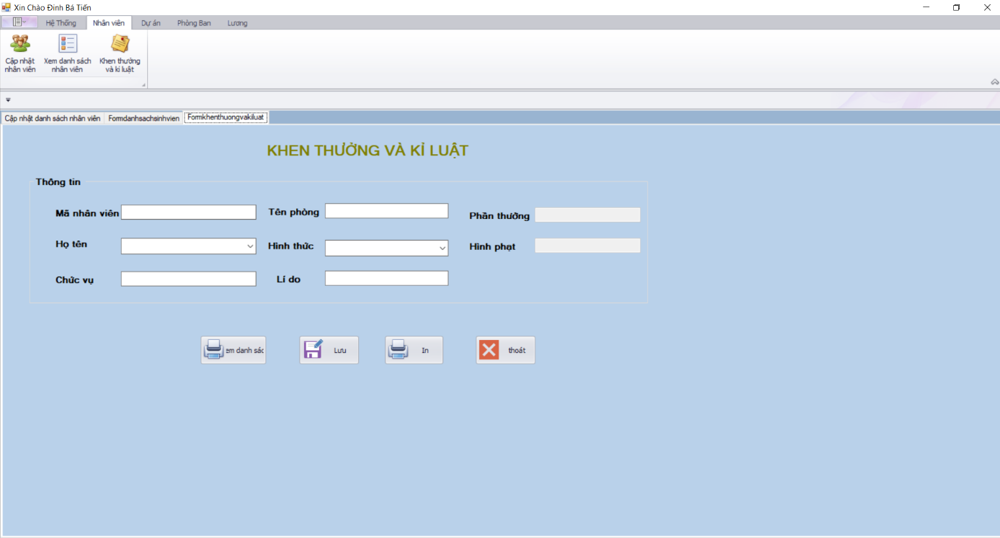 Xin Chào Đinh Bá Tiến
Hệ Thống Nhân viên Dự án Phòng Ban Lương
Cập nhật nhân viên
Xem danh sách nhân viên
Khen thưởng và kỉ luật
Cập nhật danh sách nhân viên Formdanhsachsinhvien Formkhenthuongvakiluat
KHEN THƯỞNG VÀ KỈ LUẬT
Thông tin
Mã nhân viên Tên phòng Phần thưởng
Họ tên Hình thức Hình phạt
Chức vụ Lí do
em danh sác Lưu In thoát